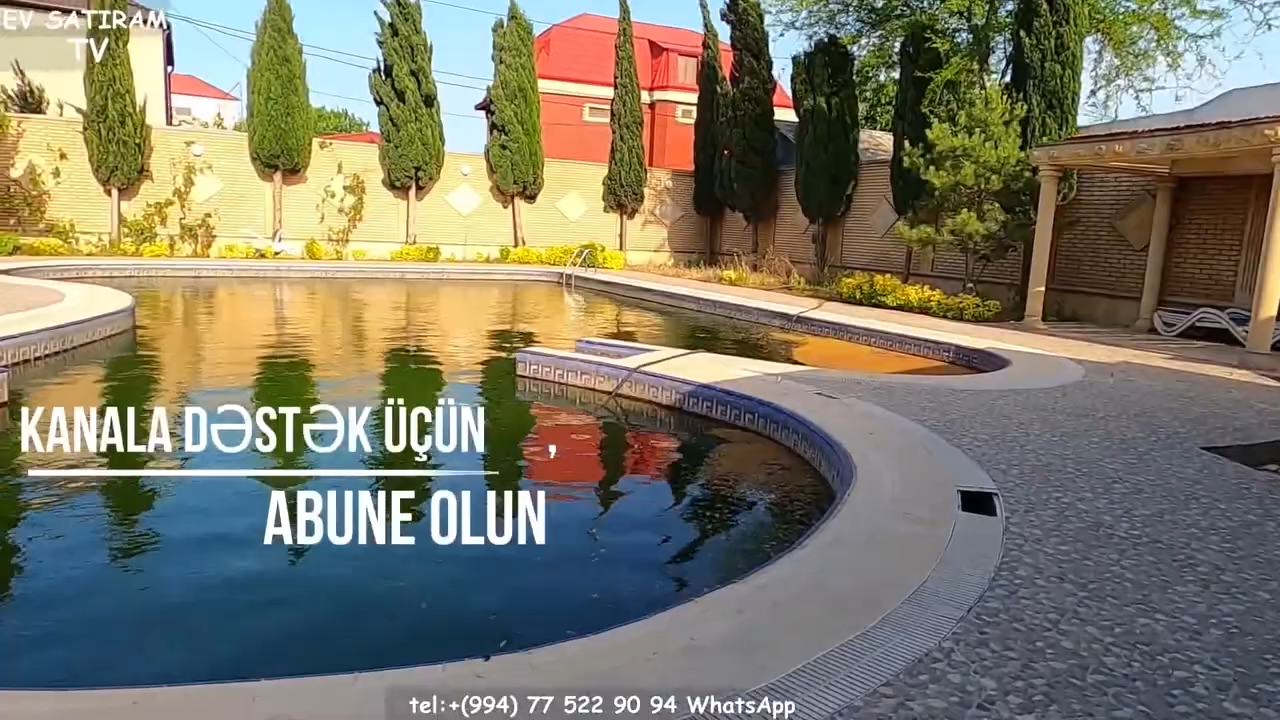 EV SATIRAM
TV
KANALA DƏSTƏK ÜÇÜN ,
ABUNE OLUN
tel:+(994) 77 522 90 94 WhatsApp